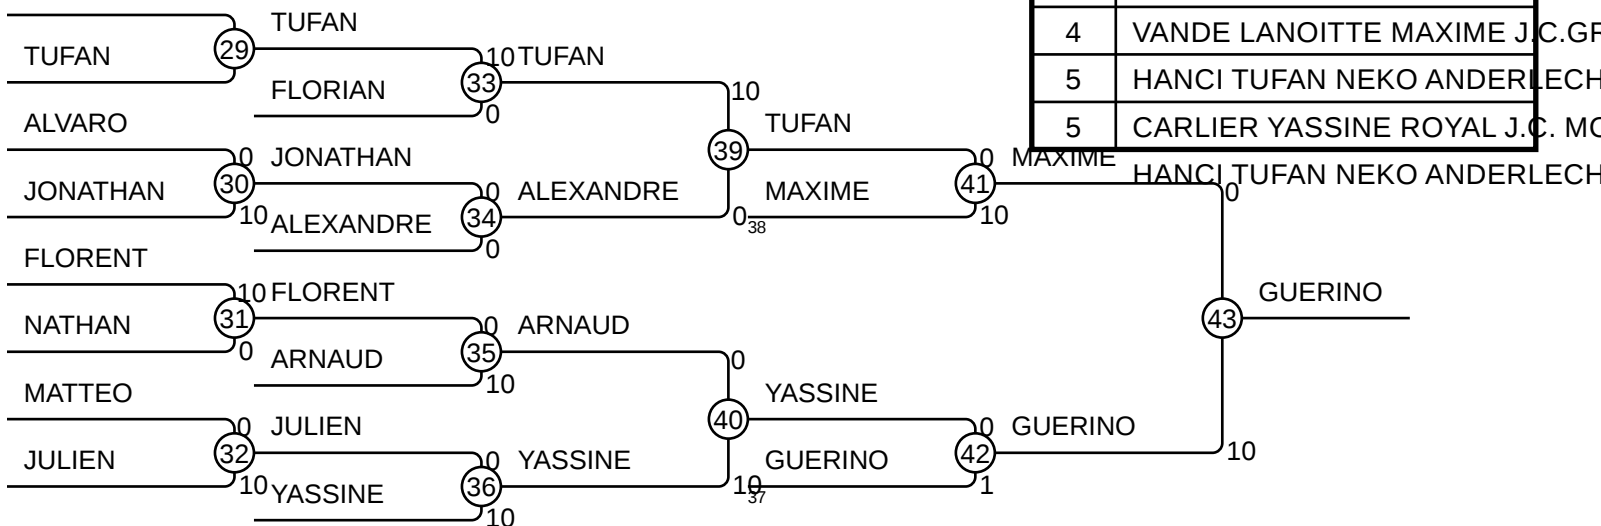 TUFAN
4 VANDE LANOITTE MAXIME J.C.GR
TUFAN 29 10 TUFAN
5 HANCI TUFAN NEKO ANDERLECH
FLORIAN 33 10
0
ALVARO TUFAN
5 CARLIER YASSINE ROYAL J.C. MO
0 JONATHAN 39 0 MAXIME
HANCI TUFAN NEKO ANDERLECH
JONATHAN 30 0 ALEXANDRE MAXIME 41 0
10 ALEXANDRE 34 0 38 10
0
FLORENT
10 FLORENT GUERINO
NATHAN 31 0 ARNAUD 43
0 ARNAUD 35 0
10
MATTEO YASSINE
0 JULIEN 40 0 GUERINO
JULIEN 32 0 YASSINE GUERINO 42 10
10 YASSINE 36 10 37 1
10